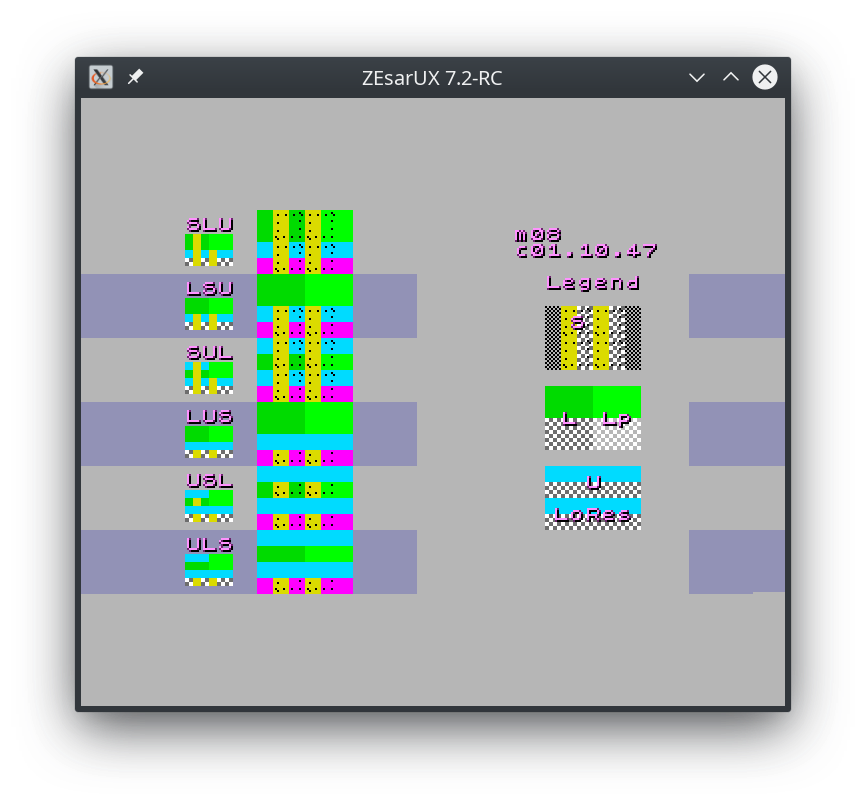 ZEsarUX 7.2-RC
SLU
LSU
SUL
LUS
USL
ULS
m08
c01.10.47
Legend
S
L Lp
U
LoRes